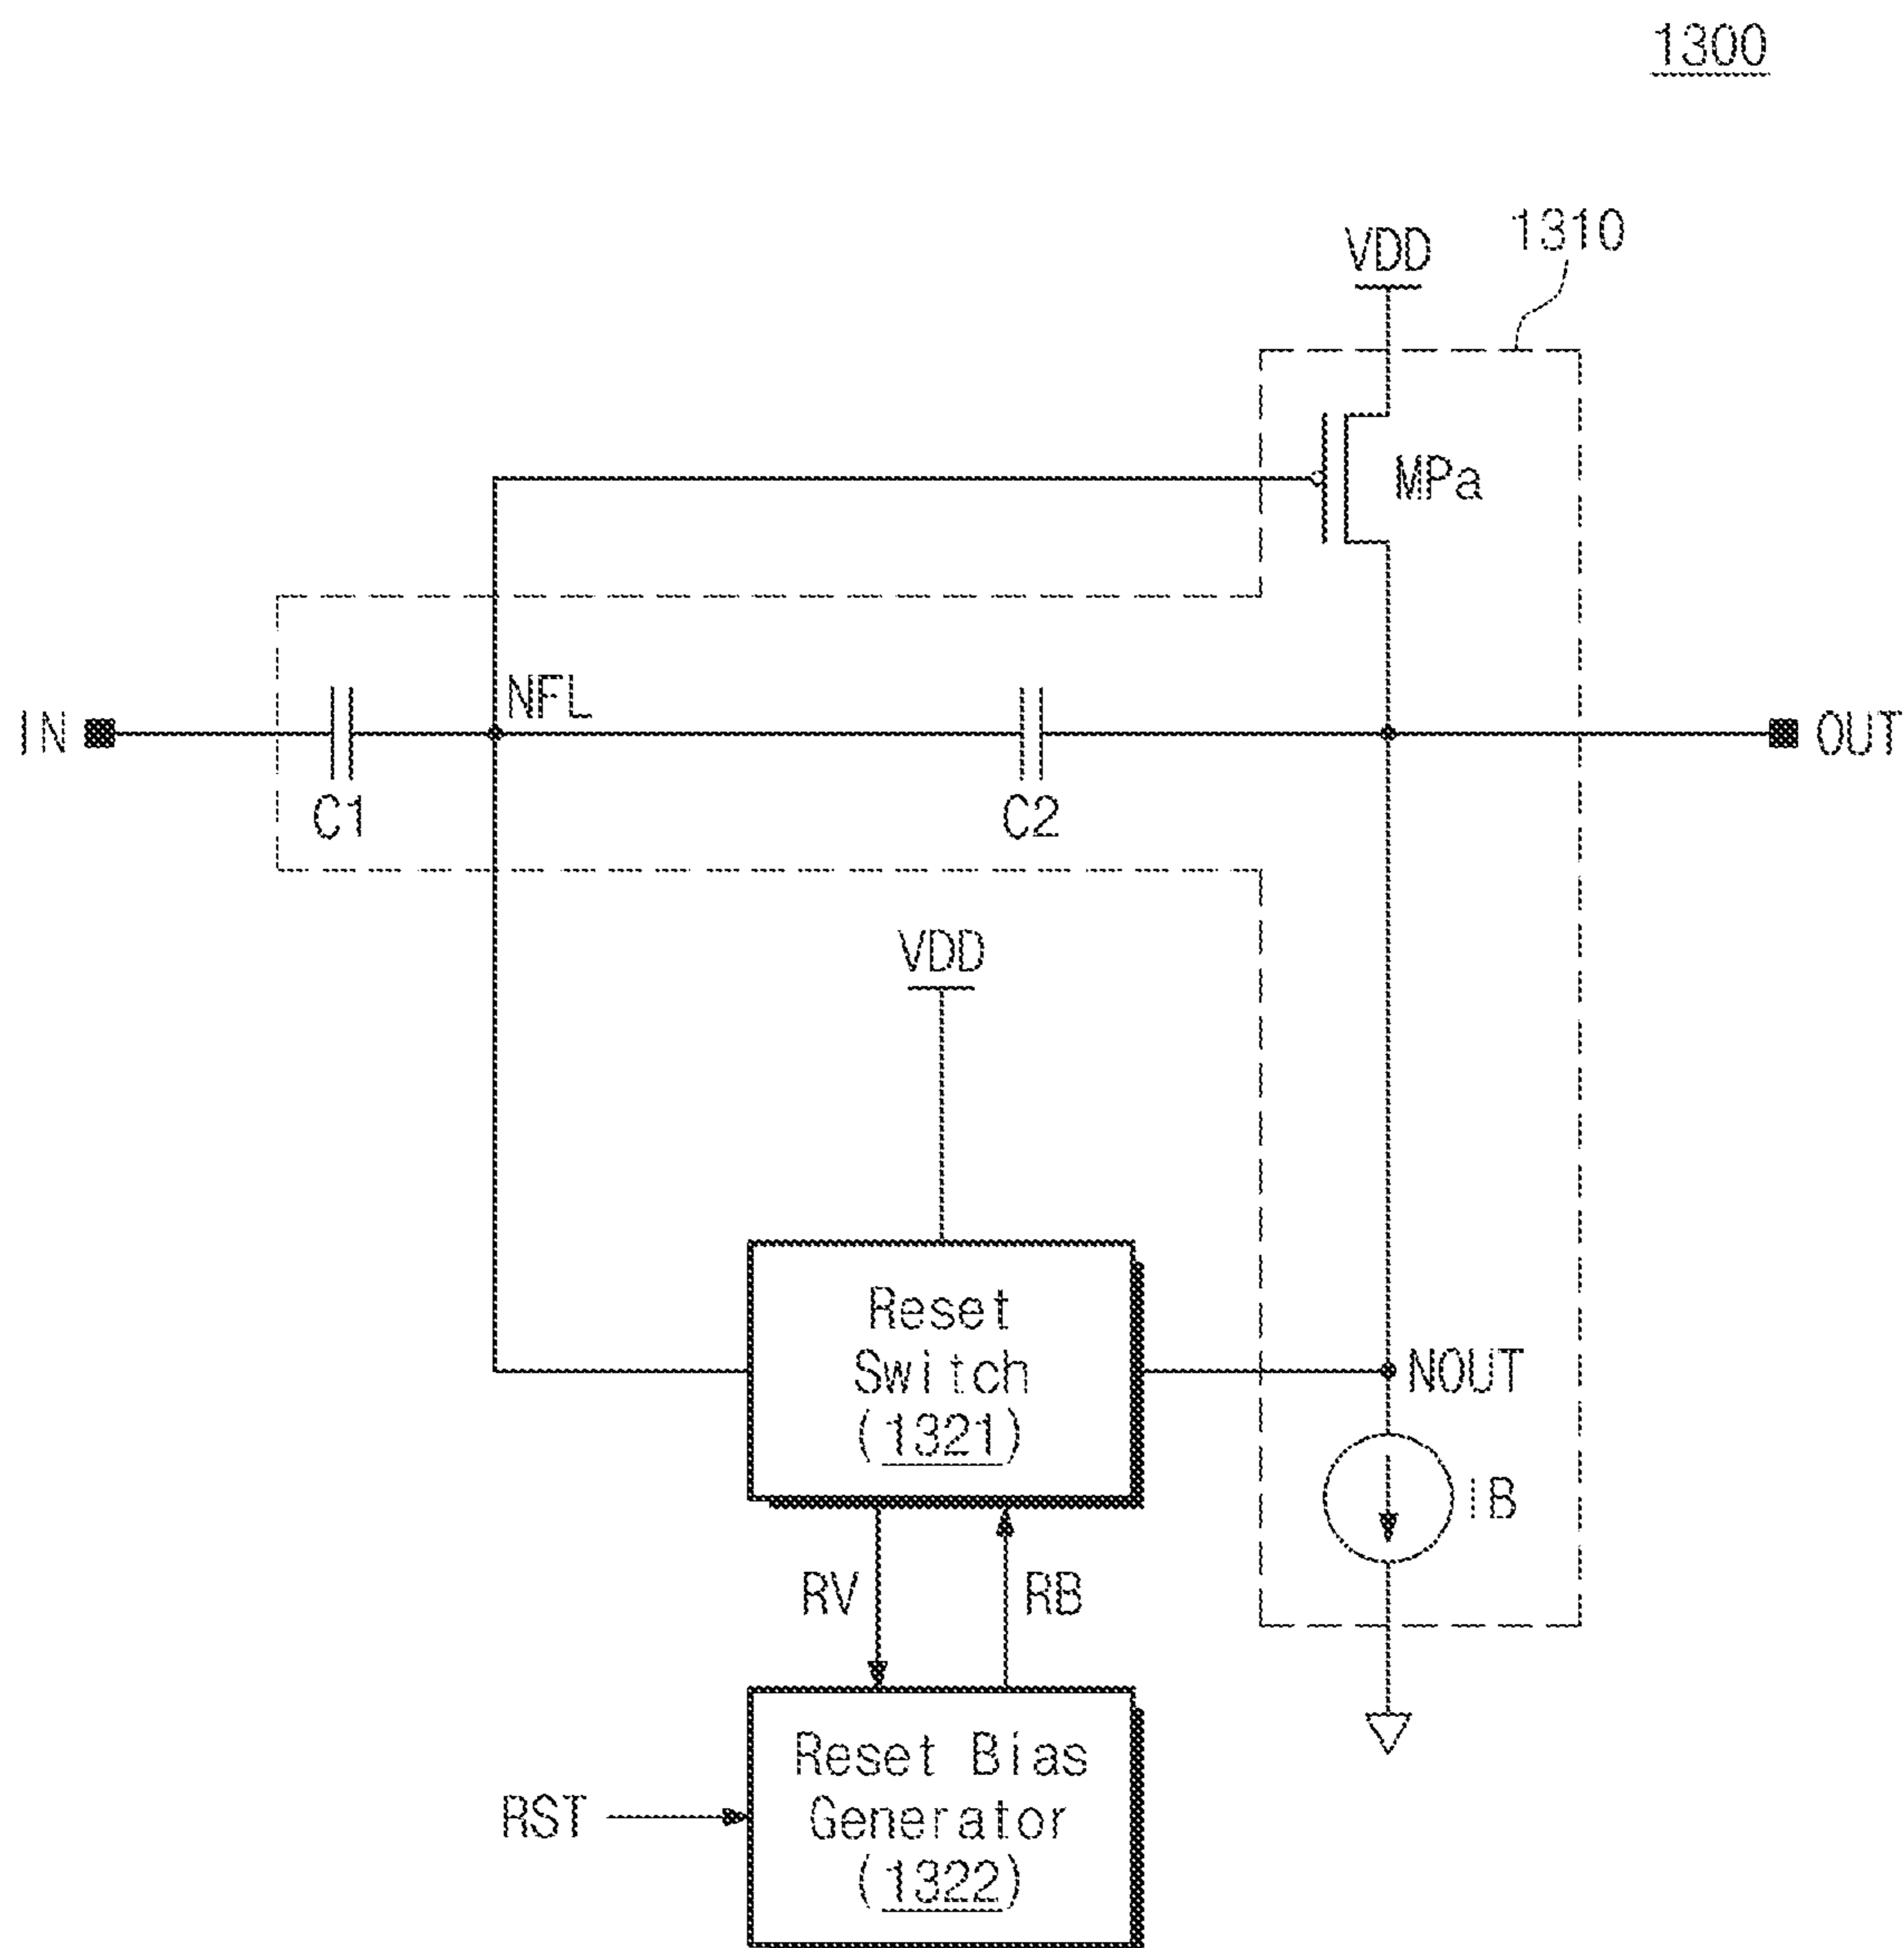 1300
1310
VDD
MPa
NFL
IN
OUT
C1
C2
VDD
Reset
Switch
(1321)
NOUT
IB
RV
RB
Reset Bias
Generator
(1322)
RST